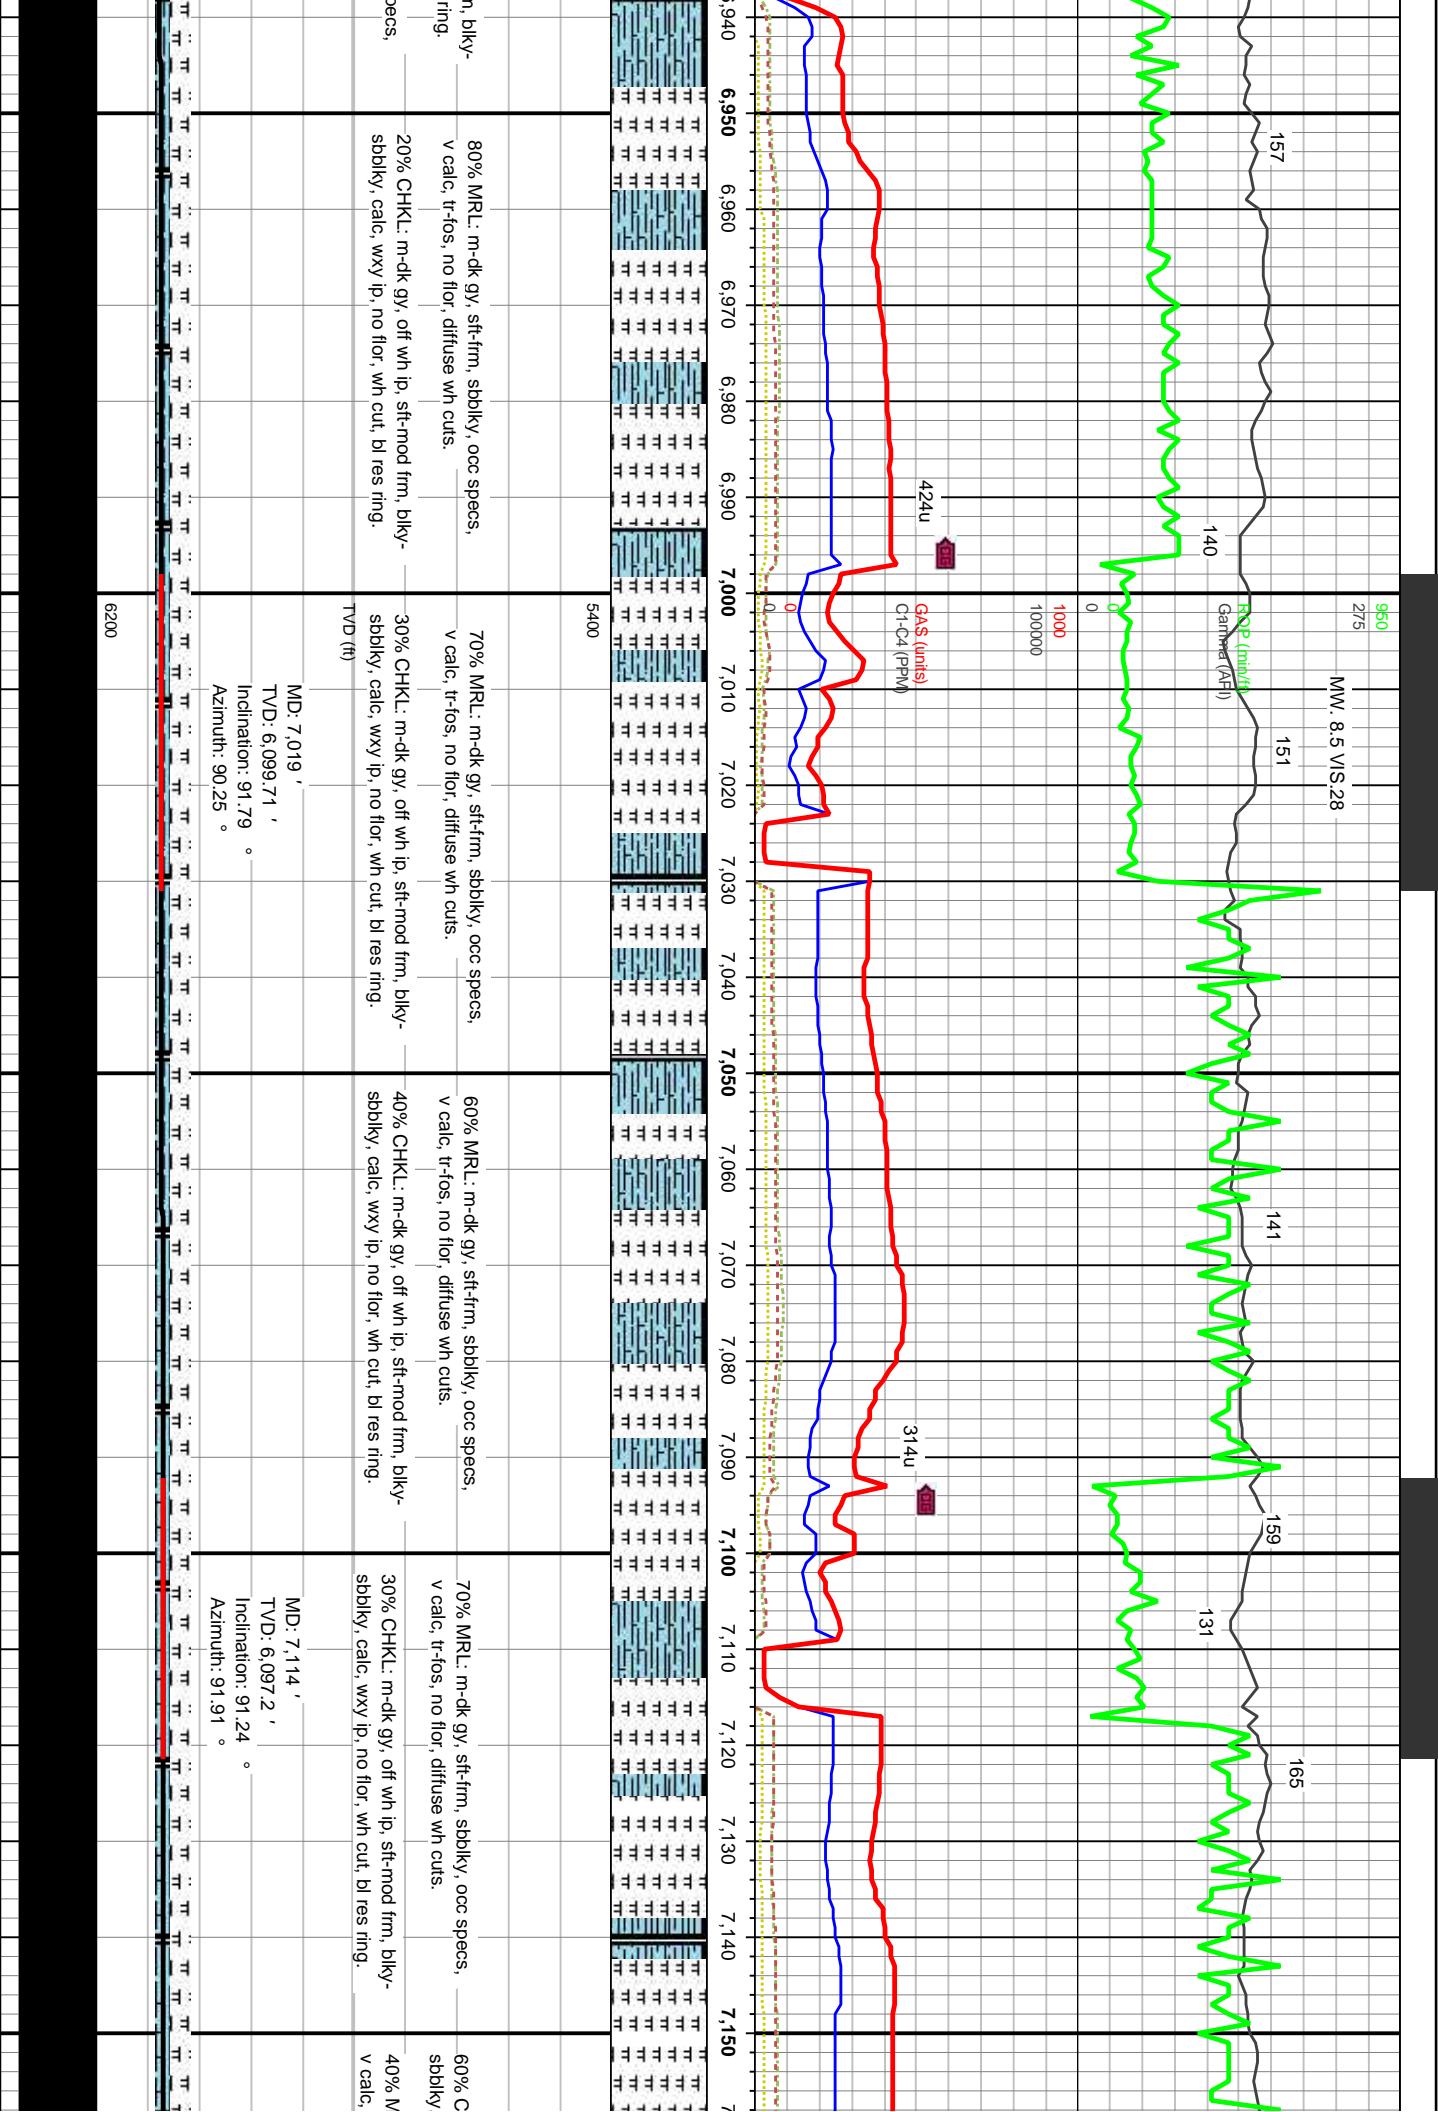 MW. 8.5 VIS.28
950
275
ROP (min/ft)
Gamma (API)
0
0
157
140
151
141
159
131
165
1000
100000
GAS (units)
C1-C4 (PPM)
0
0
424u
314u
6,940
6,950
6,960
6,970
6,980
6,990
7,000
7,010
7,020
7,030
7,040
7,050
7,060
7,070
7,080
7,090
7,100
7,110
7,120
7,130
7,140
7,150
5400
TVD (ft)
6200
n, blky-
ring.
pecs,
80% MRL: m-dk gy, sft-frm, sbblky, occ specs,
v calc, tr-fos, no flor, diffuse wh cuts.
20% CHKL: m-dk gy, off wh ip, sft-mod frm, blky-
sbblky, calc, wxy ip, no flor, wh cut, bl res ring.
70% MRL: m-dk gy, sft-frm, sbblky, occ specs,
v calc, tr-fos, no flor, diffuse wh cuts.
30% CHKL: m-dk gy, off wh ip, sft-mod frm, blky-
sbblky, calc, wxy ip, no flor, wh cut, bl res ring.
MD: 7,019 '
TVD: 6,099.71 '
Inclination: 91.79 °
Azimuth: 90.25 °
60% MRL: m-dk gy, sft-frm, sbblky, occ specs,
v calc, tr-fos, no flor, diffuse wh cuts.
40% CHKL: m-dk gy, off wh ip, sft-mod frm, blky-
sbblky, calc, wxy ip, no flor, wh cut, bl res ring.
70% MRL: m-dk gy, sft-frm, sbblky, occ specs,
v calc, tr-fos, no flor, diffuse wh cuts.
30% CHKL: m-dk gy, off wh ip, sft-mod frm, blky-
sbblky, calc, wxy ip, no flor, wh cut, bl res ring.
MD: 7,114 '
TVD: 6,097.2 '
Inclination: 91.24 °
Azimuth: 91.91 °
60% C
sbblky
40% M
v calc,